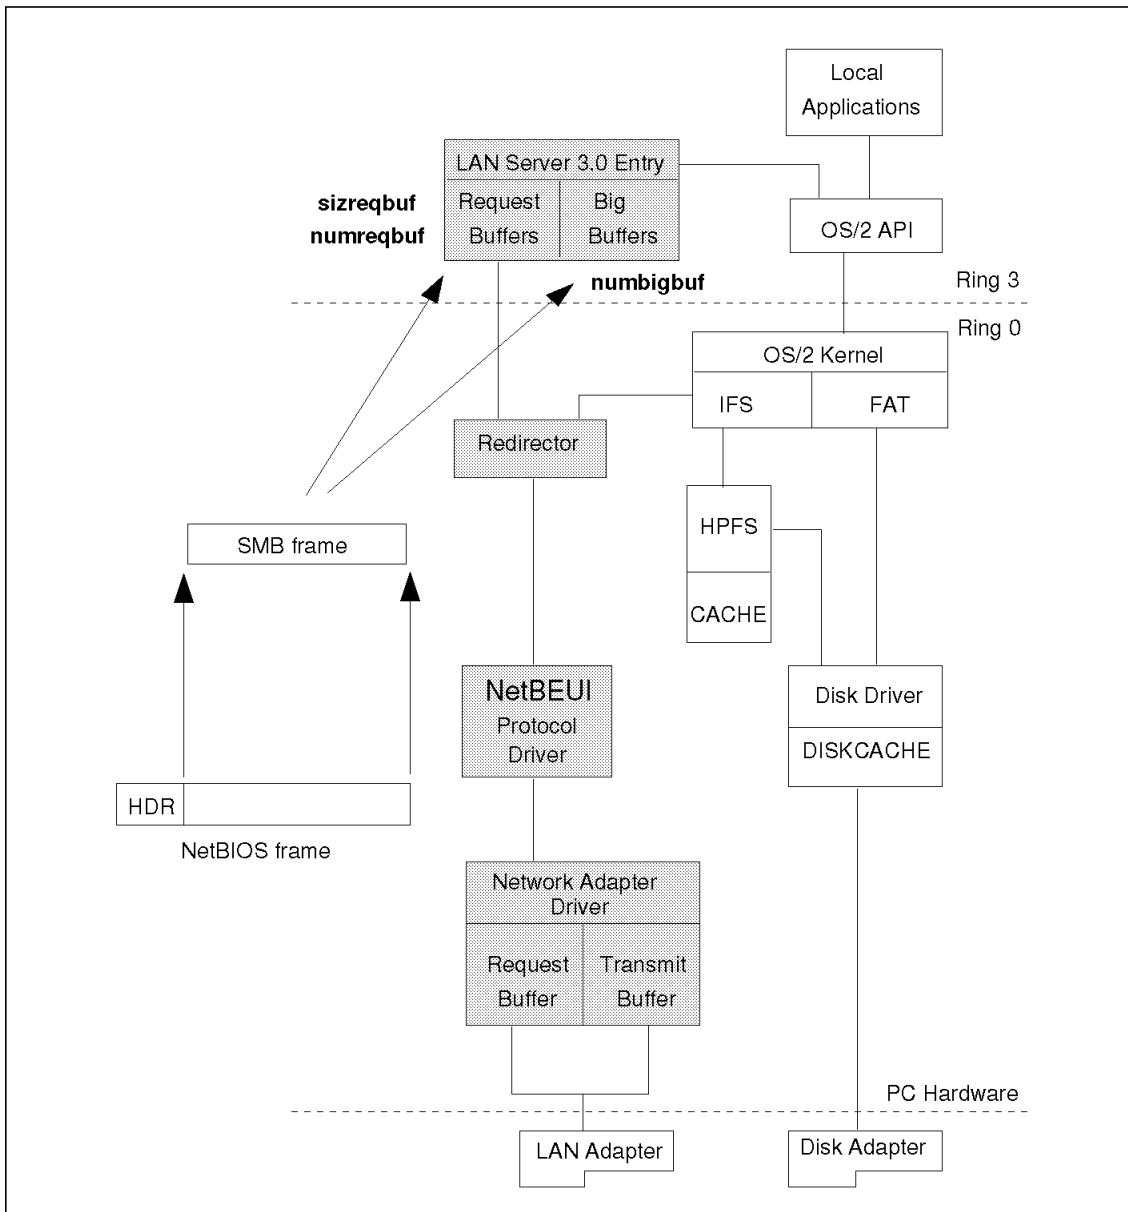 Local
Applications
LAN Server 3.0 Entry
sizreqbuf
numreqbuf
Request
Buffers
Big
Buffers
OS/2 API
numbigbuf
Ring 3
Ring 0
OS/2 Kernel
IFS
FAT
Redirector
HPFS
CACHE
SMB frame
NetBEUI
Protocol
Driver
Disk Driver
DISKCACHE
HDR
NetBIOS frame
Network Adapter
Driver
Request
Buffer
Transmit
Buffer
PC Hardware
LAN Adapter
Disk Adapter